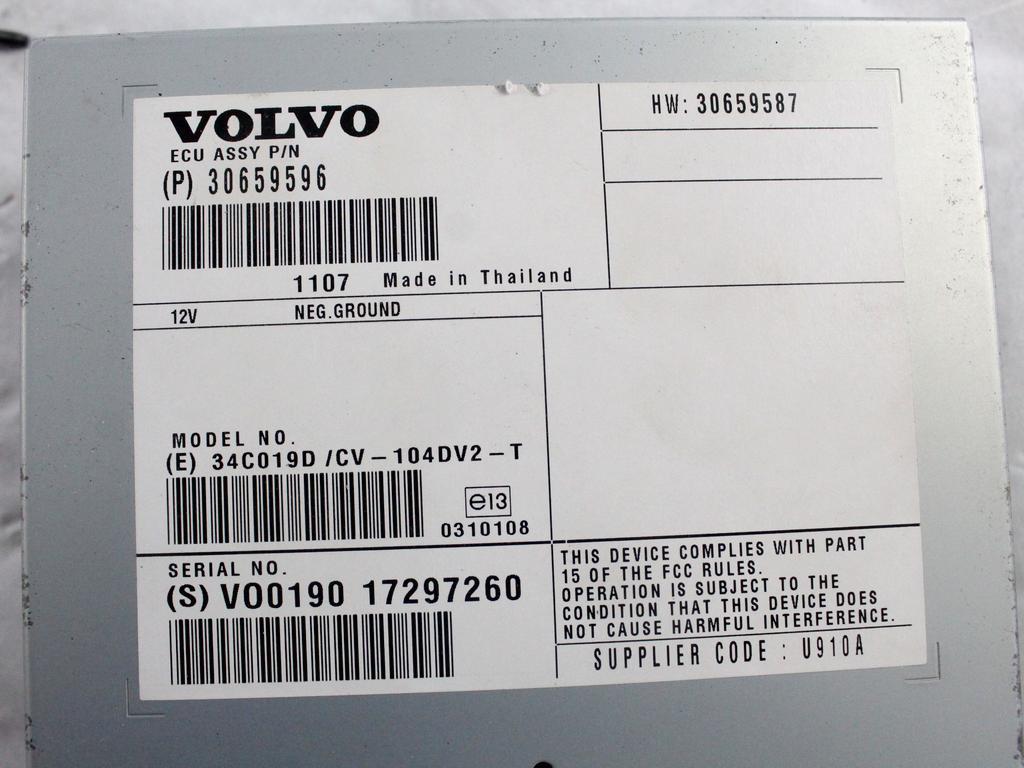 VOLVO
ECU ASSY P/N
(P) 30659596
1107 Made in Thailand
HW: 30659587
12V NEG.GROUND
MODEL NO.
(E) 34C019D /CV-104DV2-T
e13
0310108
SERIAL NO.
(S) VO0190 17297260
THIS DEVICE COMPLIES WITH PART
15 OF THE FCC RULES.
OPERATION IS SUBJECT TO THE
CONDITION THAT THIS DEVICE DOES
NOT CAUSE HARMFUL INTERFERENCE.
SUPPLIER CODE : U910A